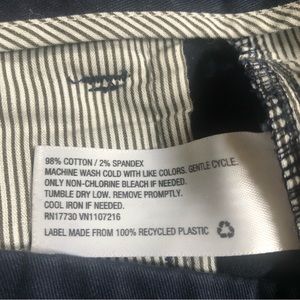 98% COTTON / 2% SPANDEX
MACHINE WASH COLD WITH LIKE COLORS. GENTLE CYCLE.
ONLY NON-CHLORINE BLEACH IF NEEDED.
TUMBLE DRY LOW. REMOVE PROMPTLY.
COOL IRON IF NEEDED.
RN17730 VN1107216
LABEL MADE FROM 100% RECYCLED PLASTIC